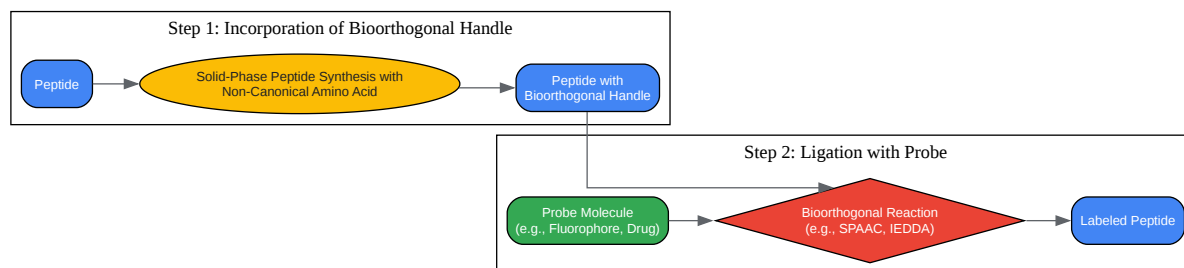 Step 1: Incorporation of Bioorthogonal Handle
Peptide
Solid-Phase Peptide Synthesis with
Non-Canonical Amino Acid
Peptide with
Bioorthogonal Handle
Step 2: Ligation with Probe
Probe Molecule
(e.g., Fluorophore, Drug)
Bioorthogonal Reaction
(e.g., SPAAC, IEDDA)
Labeled Peptide